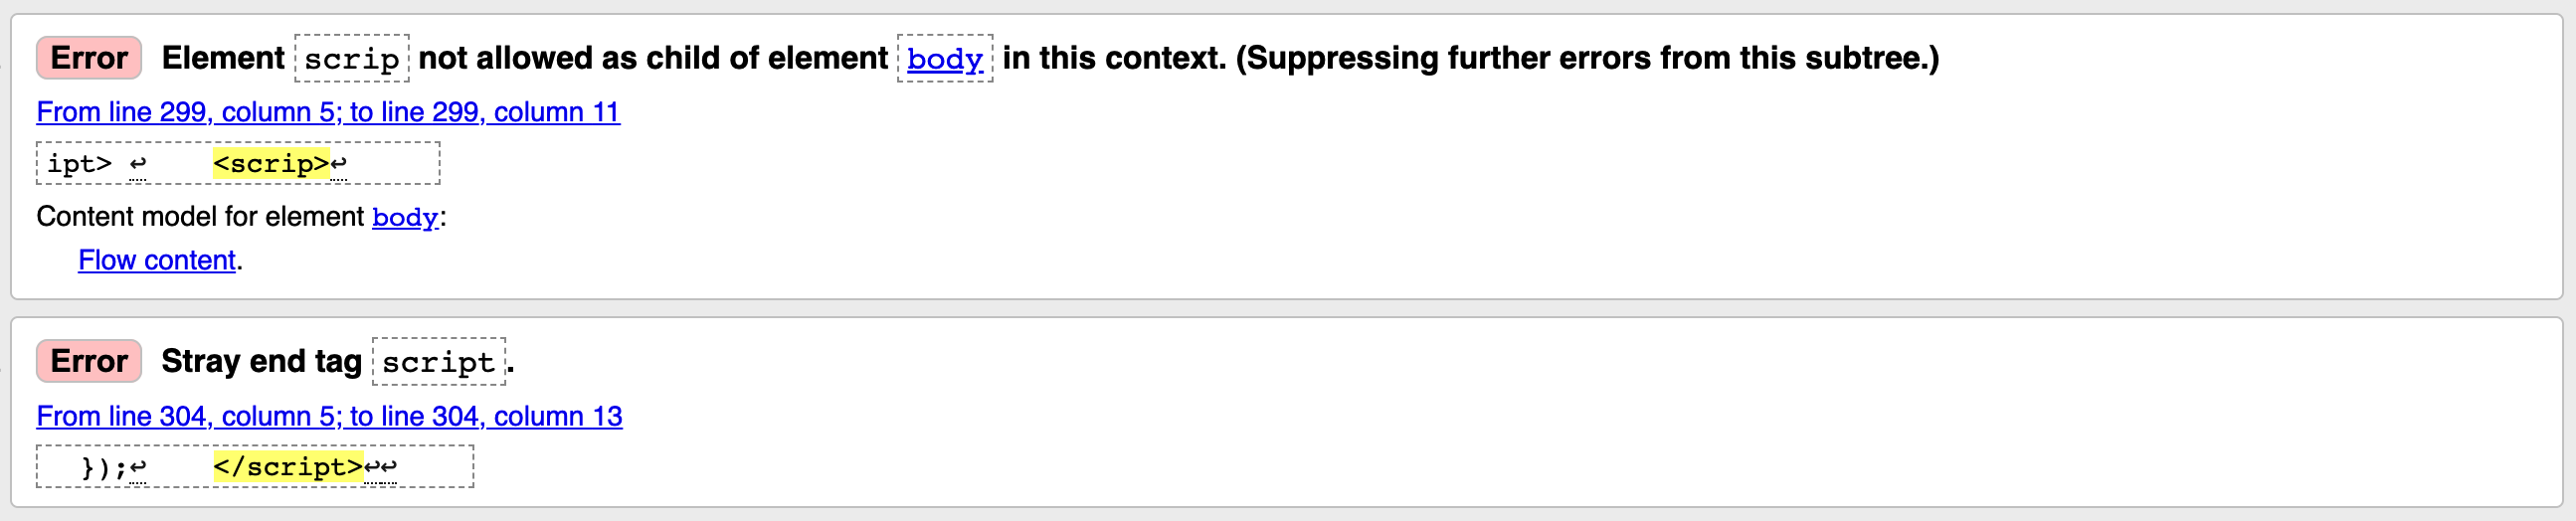 Error Element scrip not allowed as child of element body in this context. (Suppressing further errors from this subtree.)
From line 299, column 5; to line 299, column 11
ipt> ↩    <scrip>↩
Content model for element body:
Flow content.
Error Stray end tag script.
From line 304, column 5; to line 304, column 13
  });↩    </script>↩↩